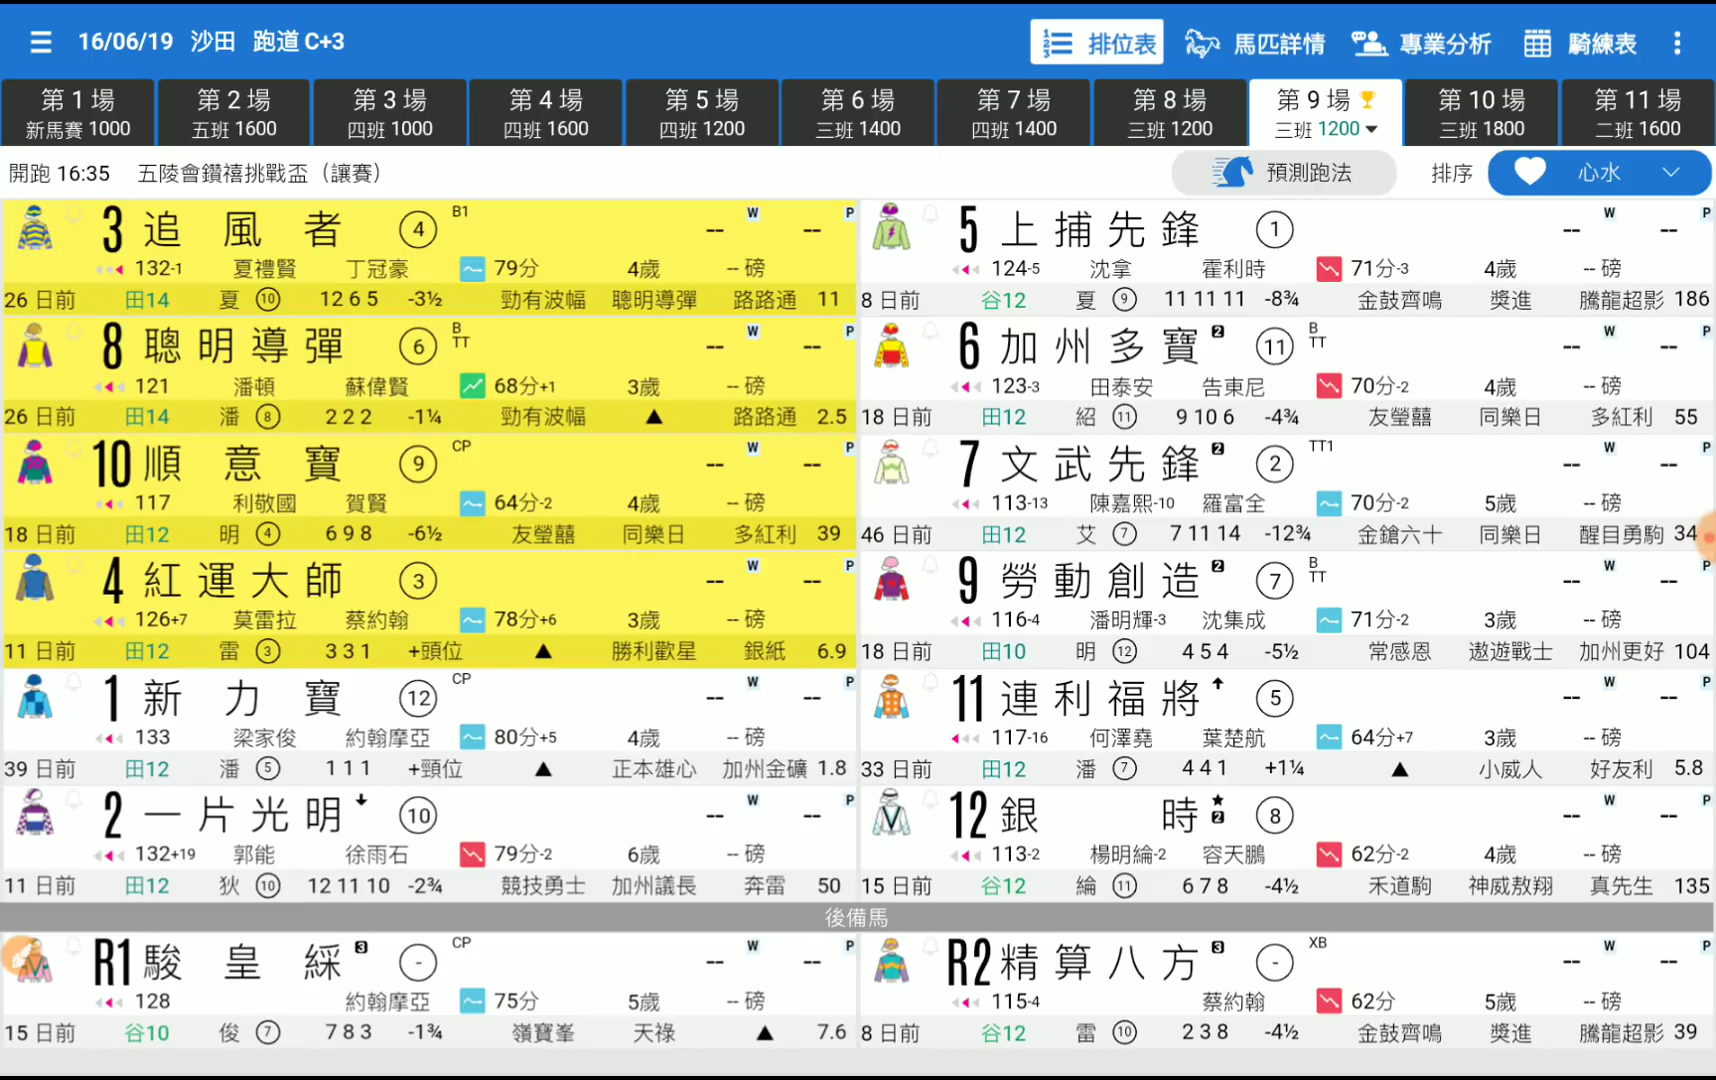 16/06/19 沙田 跑道 C+3
排位表 馬匹詳情 專業分析 騎練表
第 1 場 第 2 場 第 3 場 第 4 場 第 5 場 第 6 場 第 7 場 第 8 場 第 9 場 第 10 場 第 11 場
新馬賽 1000 五班 1600 四班 1000 四班 1600 四班 1200 三班 1400 四班 1400 三班 1200 三班 1200 三班 1800 二班 1600
開跑 16:35 五陵會鑽禧挑戰盃 (讓賽) 預測跑法 排序 心水
3 追風者 4 B1 -- W -- P
132-1 夏禮賢 丁冠豪 79分 4歲 -- 磅
26 日前 田14 夏 10 12 6 5 -3½ 勁有波幅 聰明導彈 路路通 11
8 聰明導彈 6 B TT -- W -- P
121 潘頓 蘇偉賢 68分+1 3歲 -- 磅
26 日前 田14 潘 8 2 2 2 -1¼ 勁有波幅 ▲ 路路通 2.5
10 順意寶 9 CP -- W -- P
117 利敬國 賀賢 64分-2 4歲 -- 磅
18 日前 田12 明 4 6 9 8 -6½ 友瑩囍 同樂日 多紅利 39
4 紅運大師 3 -- W -- P
126+7 莫雷拉 蔡約翰 78分+6 3歲 -- 磅
11 日前 田12 雷 3 3 3 1 +頭位 ▲ 勝利歡星 銀紙 6.9
1 新力寶 12 CP -- W -- P
133 梁家俊 約翰摩亞 80分+5 4歲 -- 磅
39 日前 田12 潘 5 1 1 1 +頸位 ▲ 正本雄心 加州金礦 1.8
2 一片光明 10 -- W -- P
132+19 郭能 徐雨石 79分-2 6歲 -- 磅
11 日前 田12 狄 10 12 11 10 -2¾ 競技勇士 加州議長 奔雷 50
5 上捕先鋒 1 -- W -- P
124-5 沈拿 霍利時 71分-3 4歲 -- 磅
8 日前 谷12 夏 9 11 11 11 -8¾ 金鼓齊鳴 獎進 騰龍超影 186
6 加州多寶 2 11 B TT -- W -- P
123-3 田泰安 告東尼 70分-2 4歲 -- 磅
18 日前 田12 紹 11 9 10 6 -4¾ 友瑩囍 同樂日 多紅利 55
7 文武先鋒 2 2 TT1 -- W -- P
113-13 陳嘉熙-10 羅富全 70分-2 5歲 -- 磅
46 日前 田12 艾 7 7 11 14 -12¾ 金鎗六十 同樂日 醒目勇駒 34
9 勞動創造 2 7 B TT -- W -- P
116-4 潘明輝-3 沈集成 71分-2 3歲 -- 磅
18 日前 田10 明 12 4 5 4 -5½ 常感恩 遨遊戰士 加州更好 104
11 連利福將 5 -- W -- P
117-16 何澤堯 葉楚航 64分+7 3歲 -- 磅
33 日前 田12 潘 7 4 4 1 +1¼ ▲ 小威人 好友利 5.8
12 銀時 ★ 2 8 -- W -- P
113-2 楊明綸-2 容天鵬 62分-2 4歲 -- 磅
15 日前 谷12 綸 11 6 7 8 -4½ 禾道駒 神威敖翔 真先生 135
後備馬
R1 駿皇綵 3 - CP -- W -- P
128 約翰摩亞 75分 5歲 -- 磅
15 日前 谷10 俊 7 7 8 3 -1¾ 嶺寶峯 天祿 ▲ 7.6
R2 精算八方 3 - XB -- W -- P
115-4 蔡約翰 62分 5歲 -- 磅
8 日前 谷12 雷 10 2 3 8 -4½ 金鼓齊鳴 獎進 騰龍超影 39